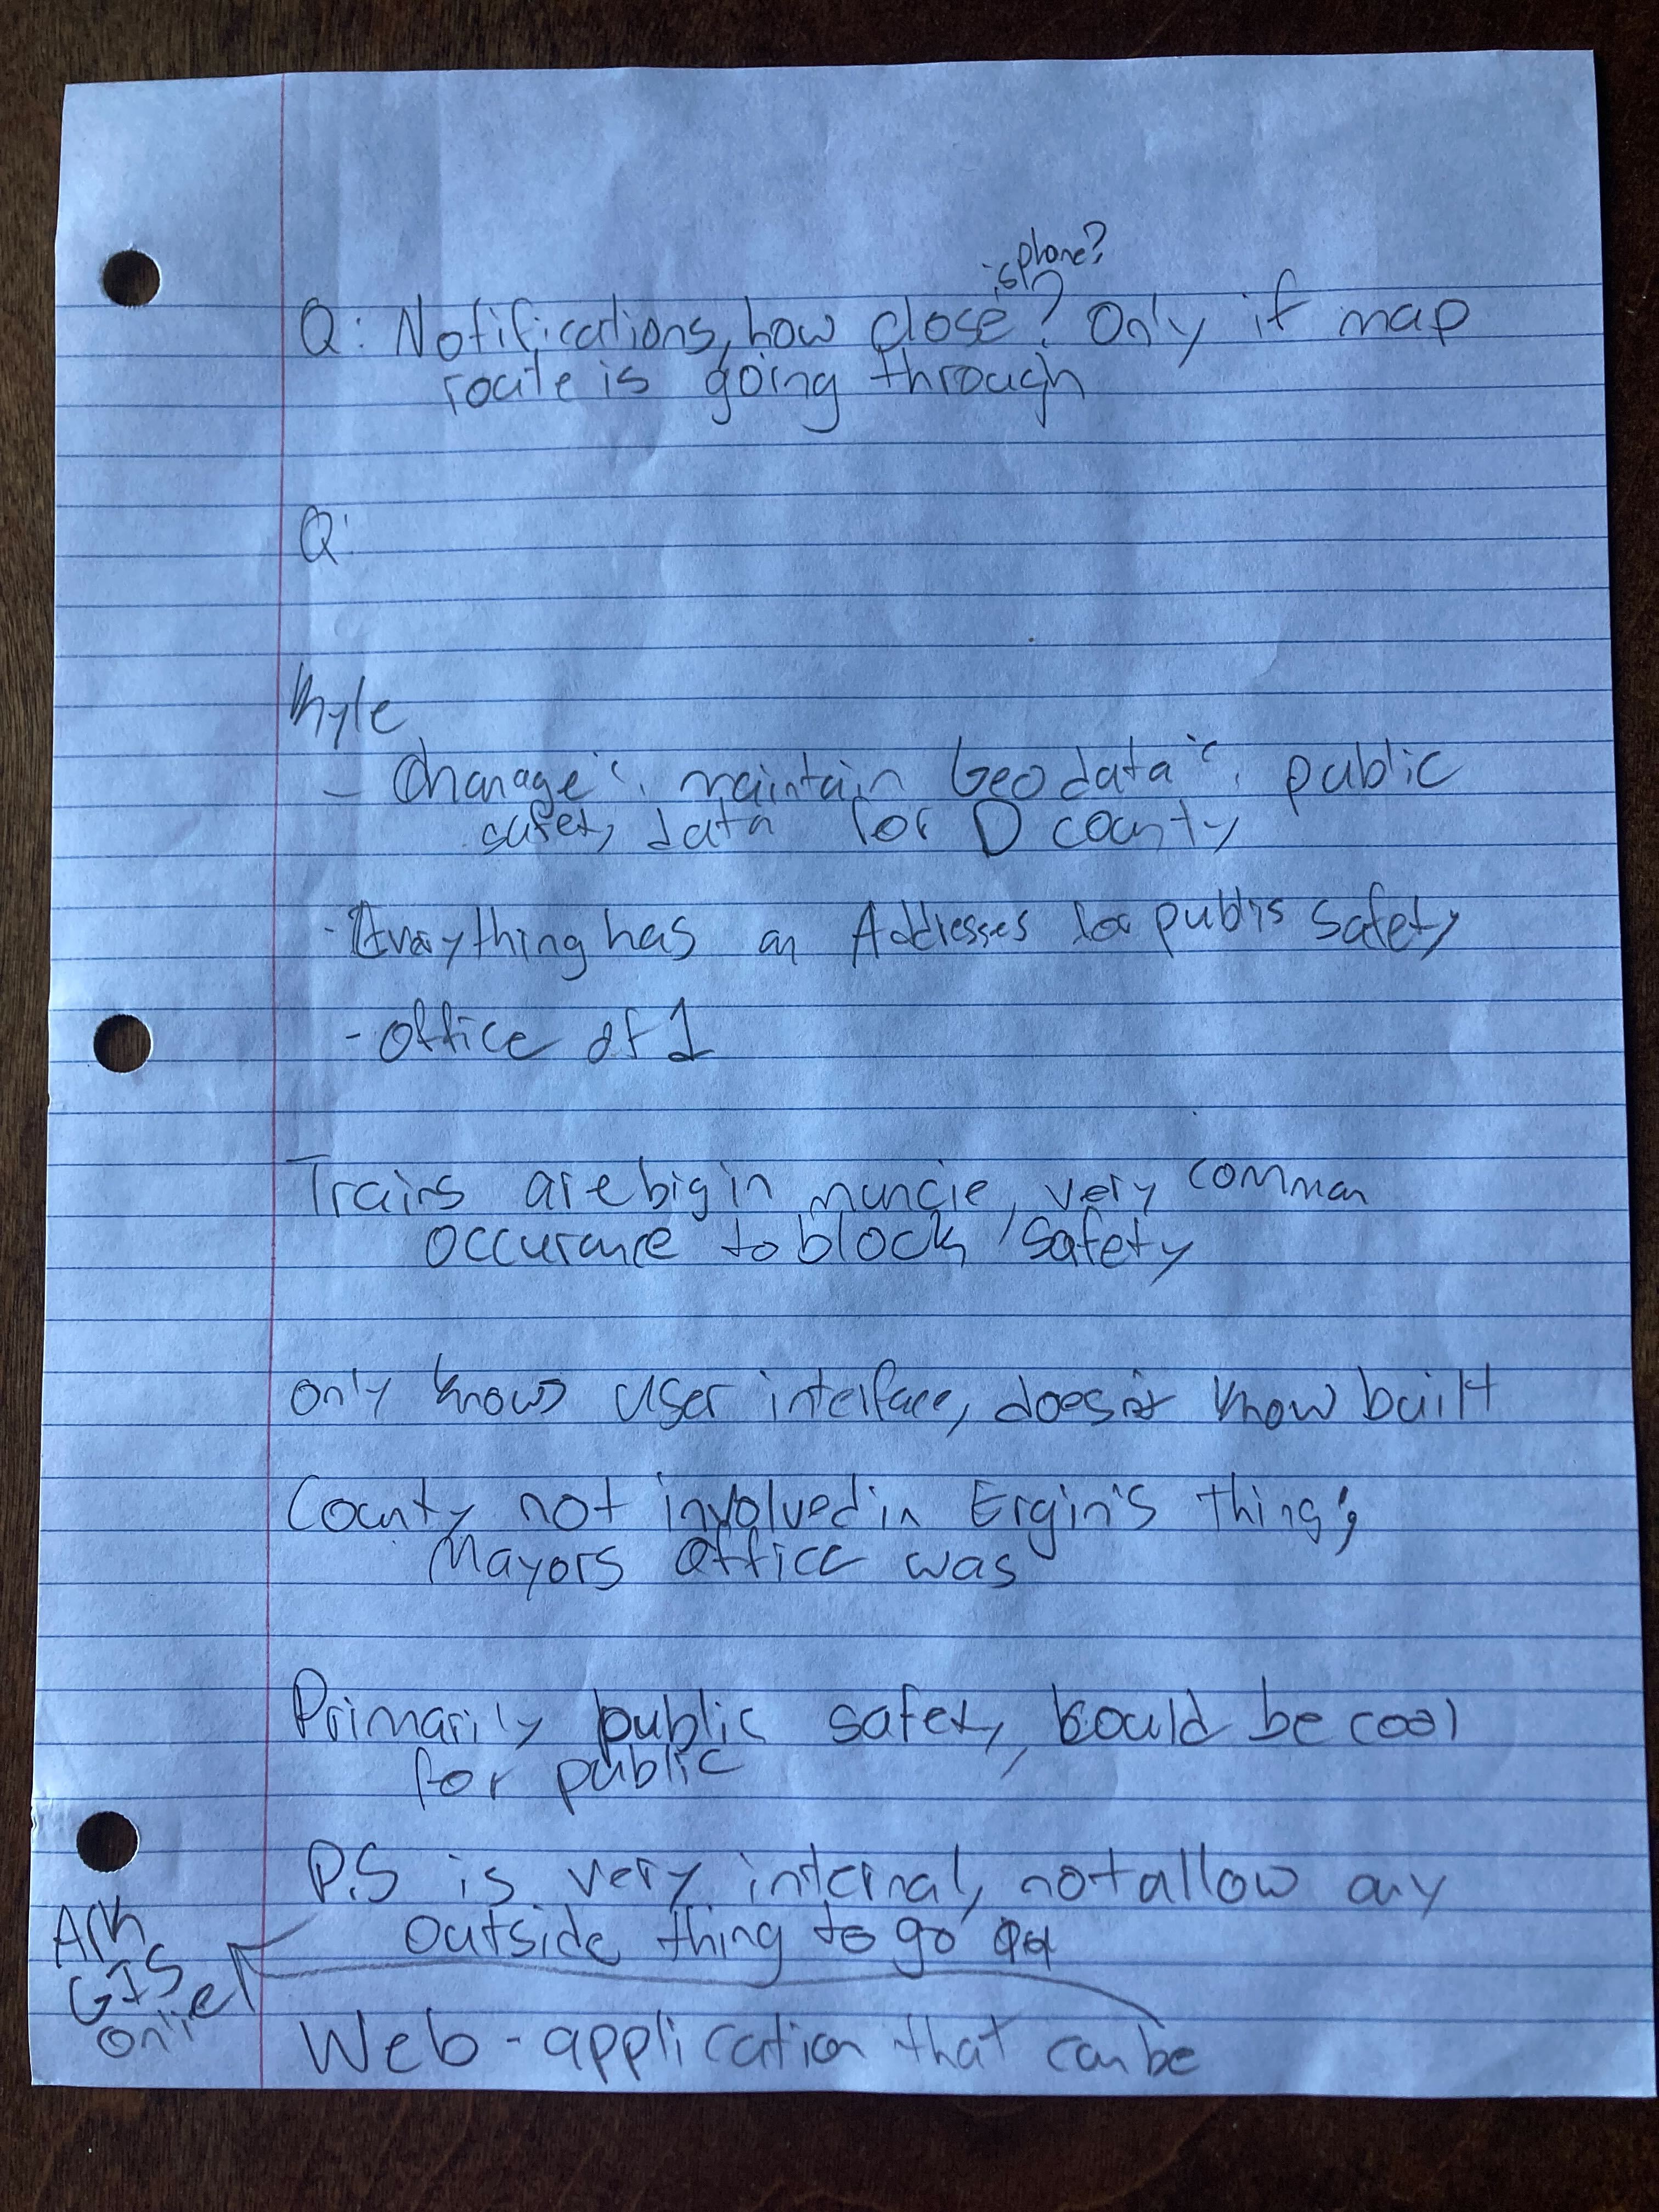 is phone?
Q: Notifications, how close? Only if map
route is going through
Q:
Kyle
- Manage & maintain Geodata & public
safety data for D county
- Everything has an Addresses for public safety
- Office of 1
Trains are big in muncie, very common
occurance to block / safety
only knows user interface, doesn't know built
County not involved in Ergin's thing;
Mayors office was
Primarily public safety, could be cool
for public
P.S is very internal, not allow any
outside thing to go
Web-application that can be
Ark
GIS
Online